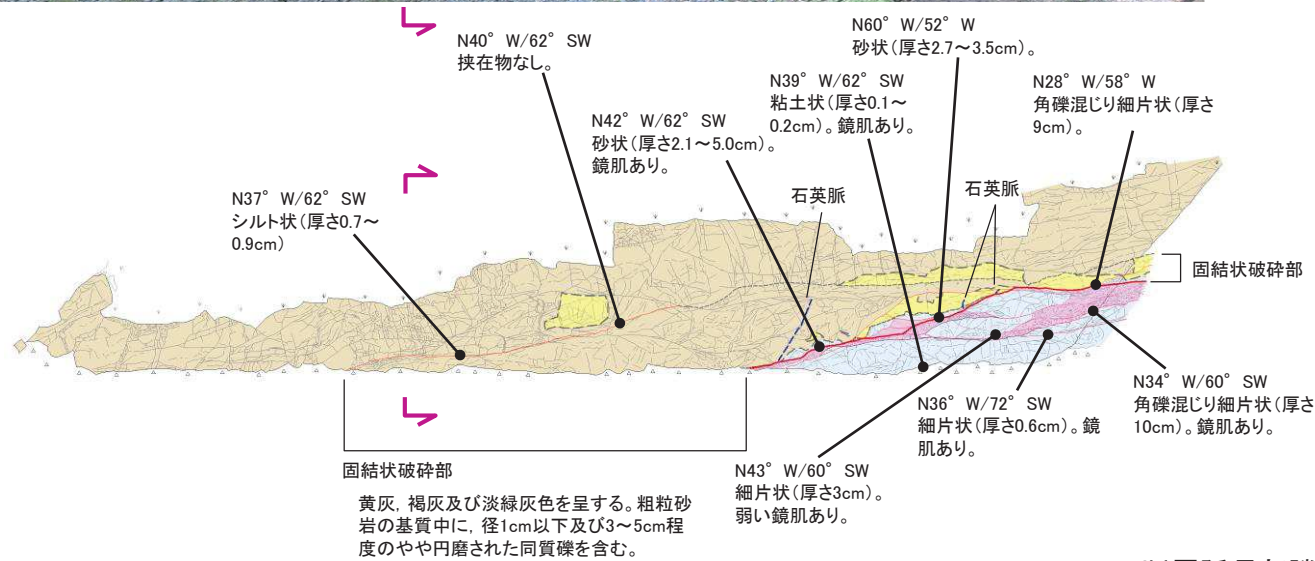 N40°W/62°SW
挟在物なし。
N60°W/52°W
砂状(厚さ2.7～3.5cm)。
N39°W/62°SW
粘土状(厚さ0.1～
0.2cm)。鏡肌あり。
N28°W/58°W
角礫混じり細片状(厚さ
9cm)。
N42°W/62°SW
砂状(厚さ2.1～5.0cm)。
鏡肌あり。
N37°W/62°SW
シルト状(厚さ0.7～
0.9cm)
石英脈
石英脈
固結状破砕部
N34°W/60°SW
角礫混じり細片状(厚さ
10cm)。鏡肌あり。
N36°W/72°SW
細片状(厚さ0.6cm)。鏡
肌あり。
N43°W/60°SW
細片状(厚さ3cm)。
弱い鏡肌あり。
固結状破砕部
黄灰，褐灰及び淡緑灰色を呈する。粗粒砂
岩の基質中に，径1cm以下及び3～5cm程
度のやや円磨された同質礫を含む。